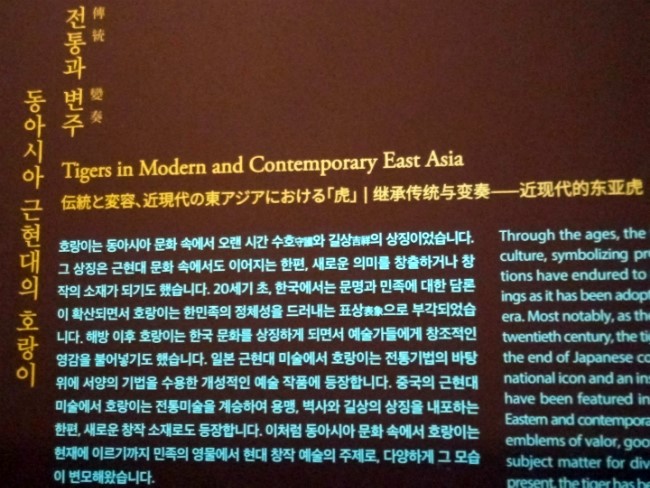 전통과 변주
傳統 變奏
동아시아 근현대의 호랑이
Tigers in Modern and Contemporary East Asia
伝統と変容、近現代の東アジアにおける「虎」 | 继承传统与变奏——近现代的东亚虎
호랑이는 동아시아 문화 속에서 오랜 시간 수호守護와 길상吉祥의 상징이었습니다.
그 상징은 근현대 문화 속에서도 이어지는 한편, 새로운 의미를 창출하거나 창
작의 소재가 되기도 했습니다. 20세기 초, 한국에서는 문명과 민족에 대한 담론
이 확산되면서 호랑이는 한민족의 정체성을 드러내는 표상表象으로 부각되었습
니다. 해방 이후 호랑이는 한국 문화를 상징하게 되면서 예술가들에게 창조적인
영감을 불어넣기도 했습니다. 일본 근현대 미술에서 호랑이는 전통기법의 바탕
위에 서양의 기법을 수용한 개성적인 예술 작품에 등장합니다. 중국의 근현대
미술에서 호랑이는 전통미술을 계승하여 용맹, 벽사와 길상의 상징을 내포하는
한편, 새로운 창작 소재로도 등장합니다. 이처럼 동아시아 문화 속에서 호랑이는
현재에 이르기까지 민족의 영물에서 현대 창작 예술의 주제로, 다양하게 그 모습
이 변모해왔습니다.
Through the ages, the
culture, symbolizing pr
tions have endured to
ings as it has been adopt
era. Most notably, as the
twentieth century, the ti
the end of Japanese co
national icon and an ins
have been featured in
Eastern and contempora
emblems of valor, goo
subject matter for div
present, the tiger has be